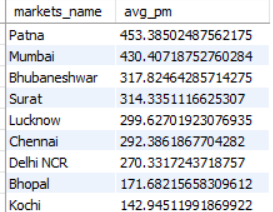 markets_name avg_pm
Patna 453.38502487562175
Mumbai 430.40718752760284
Bhubaneshwar 317.82464285714275
Surat 314.3351116625307
Lucknow 299.62701923076935
Chennai 292.3861867704282
Delhi NCR 270.3317243718757
Bhopal 171.68215658309612
Kochi 142.94511991869922